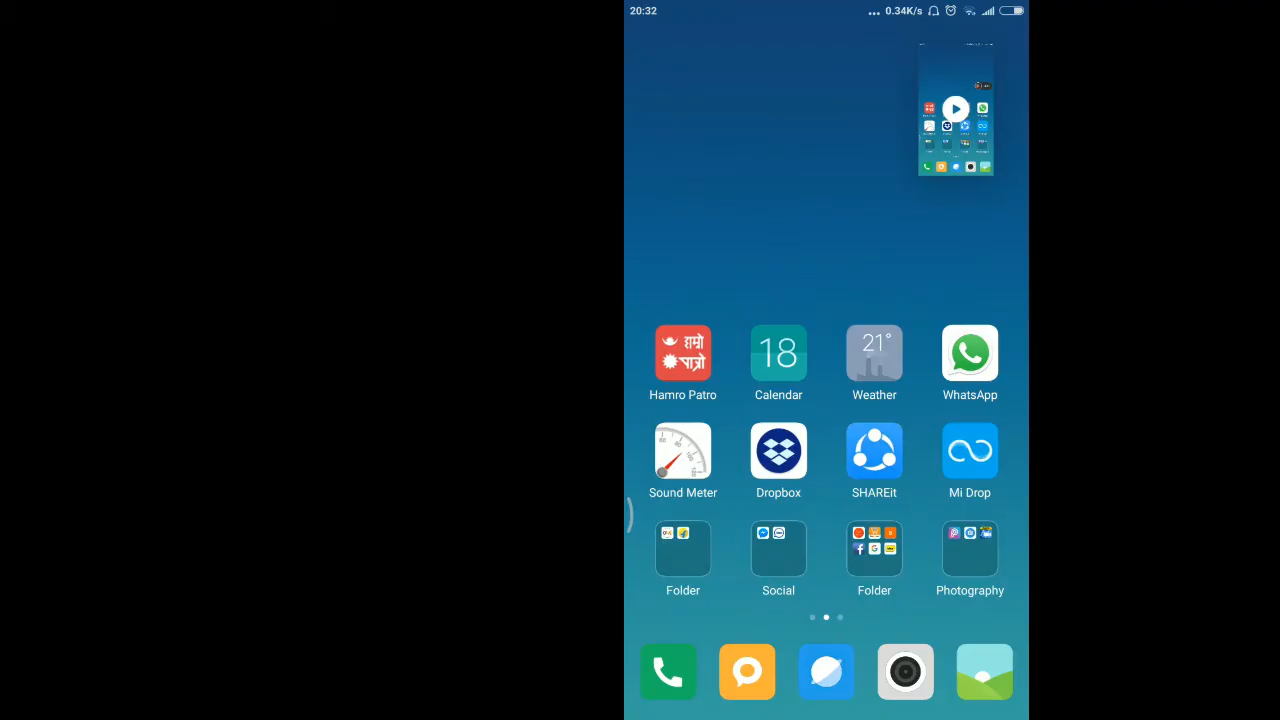 20:32
... 0.34K/s
हाम्रो
पात्रो
18
21°
Hamro Patro
Calendar
Weather
WhatsApp
Sound Meter
Dropbox
SHAREit
Mi Drop
Folder
Social
Folder
Photography